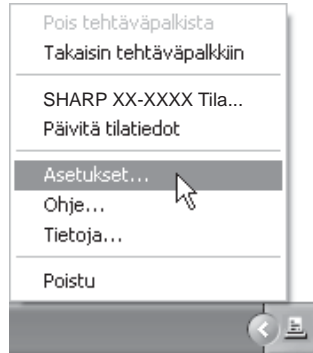 Pois tehtäväpalkista
Takaisin tehtäväpalkkiin
SHARP XX-XXXX Tila...
Päivitä tilatiedot
Asetukset...
Ohje...
Tietoja...
Poistu